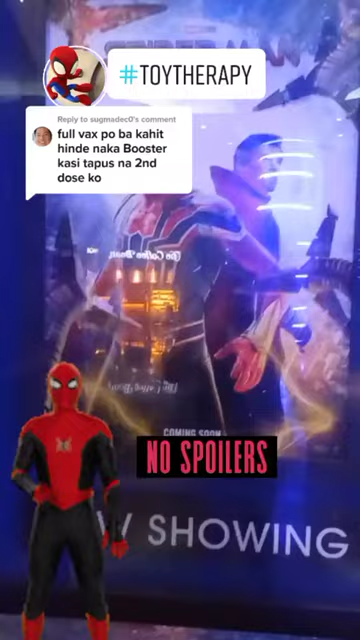 #TOYTHERAPY
Reply to sugmadec0's comment
full vax po ba kahit
hinde naka Booster
kasi tapus na 2nd
dose ko
COMING SOON
NO SPOILERS
SHOWING